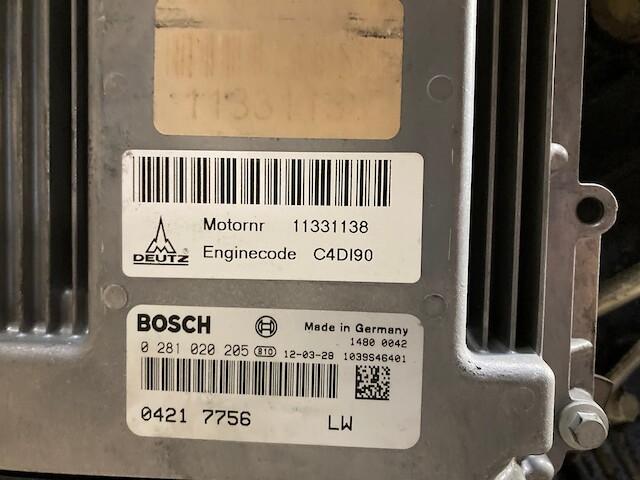 Motornr 11331138
DEUTZ ® Enginecode C4DI90
BOSCH Made in Germany
1480 0042
0 281 020 205 810 12-03-28 1039S46401
0421 7756 LW